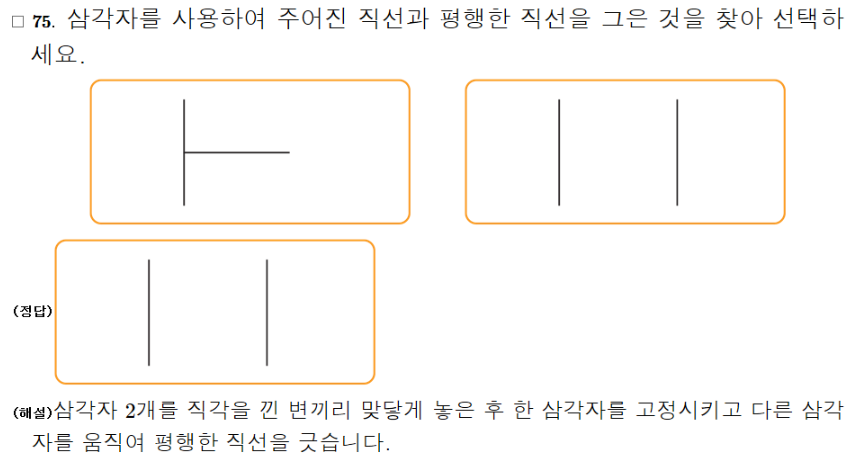 □ 75. 삼각자를 사용하여 주어진 직선과 평행한 직선을 그은 것을 찾아 선택하
세요.
(정답)
(해설)삼각자 2개를 직각을 낀 변끼리 맞닿게 놓은 후 한 삼각자를 고정시키고 다른 삼각
자를 움직여 평행한 직선을 긋습니다.